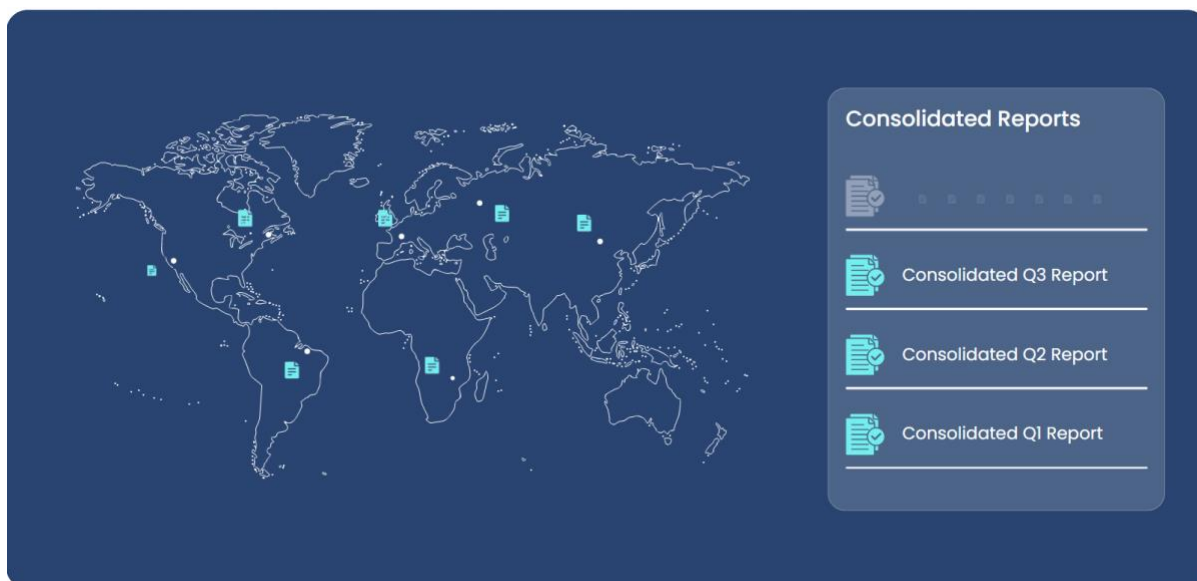 Consolidated Reports
Consolidated Q3 Report
Consolidated Q2 Report
Consolidated Q1 Report